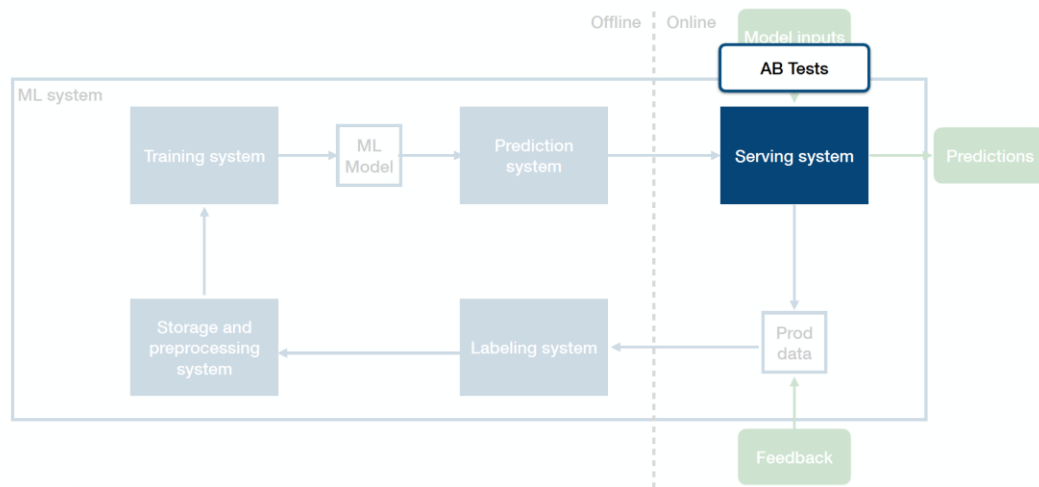 Offline
Online
Model inputs
AB Tests
ML system
Training system
ML
Model
Prediction
system
Serving system
Predictions
Storage and
preprocessing
system
Labeling system
Prod
data
Feedback